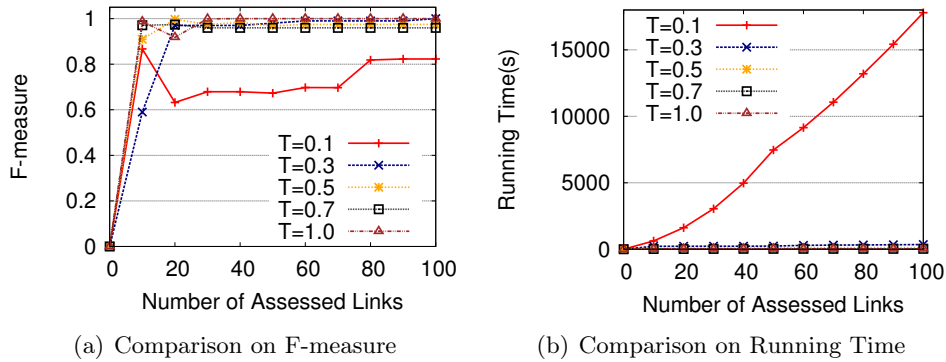 1
0.8
0.6
0.4
0.2
0
F-measure
T=0.1
T=0.3
T=0.5
T=0.7
T=1.0
0 20 40 60 80 100
Number of Assessed Links
(a) Comparison on F-measure
15000
10000
5000
0
Running Time(s)
T=0.1
T=0.3
T=0.5
T=0.7
T=1.0
0 20 40 60 80 100
Number of Assessed Links
(b) Comparison on Running Time